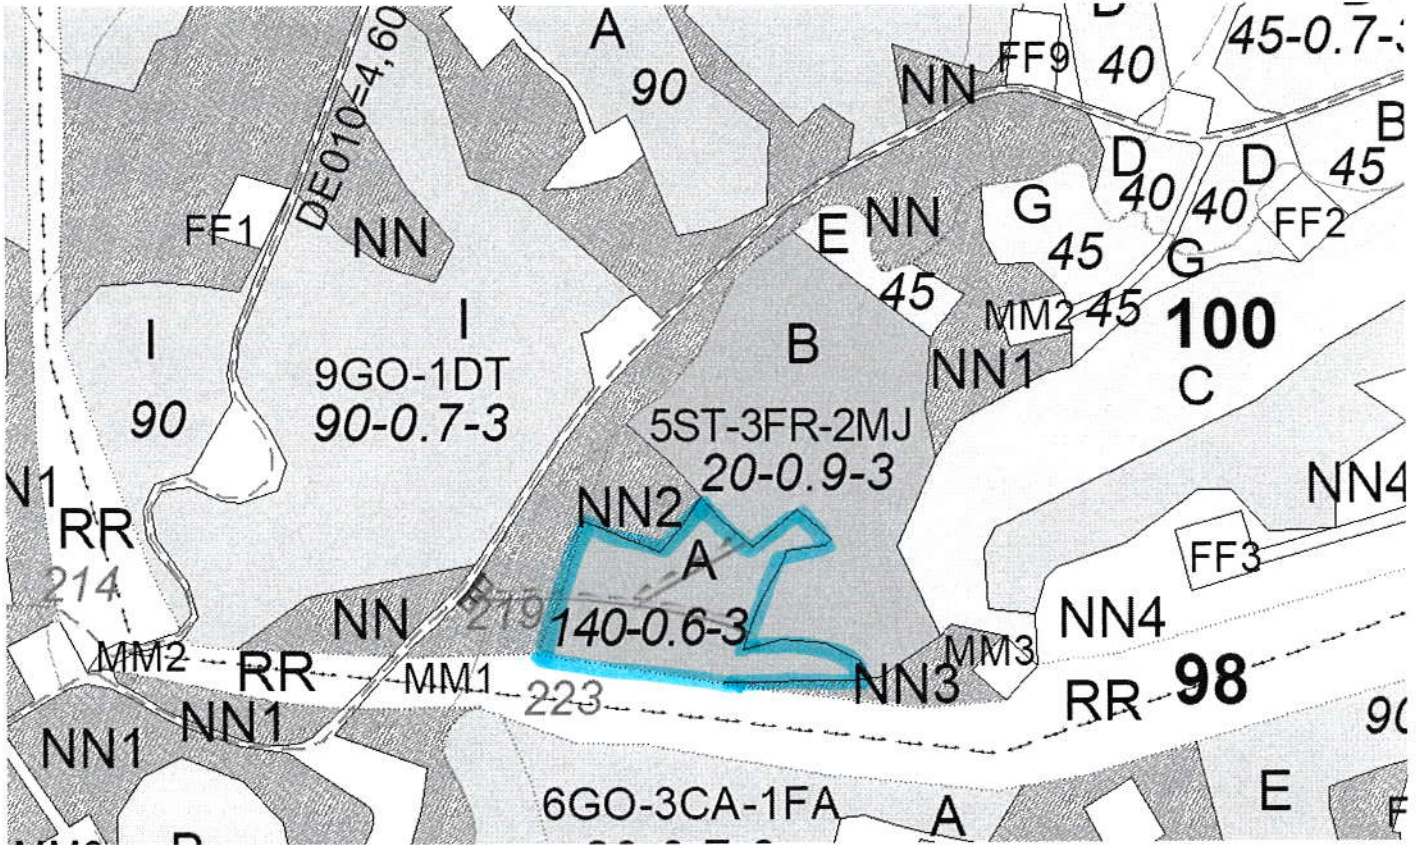 A
90
DE010=4,60
FF9
40
45-0.7-
NN
B
45
D
40
D
40
FF1
NN
E
NN
G
45
FF2
G
45
I
I
B
45
MM2
100
9GO-1DT
90-0.7-3
90
NN1
C
5ST-3FR-2MJ
20-0.9-3
N1
RR
NN2
A
NN4
FF3
214
219
140-0.6-3
NN
NN4
MM2
RR
MM1
NN3
MM3
98
RR
223
NN1
NN1
90
6GO-3CA-1FA
A
E